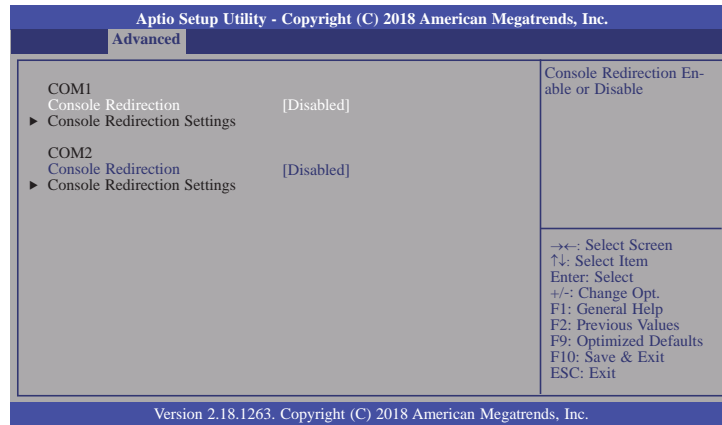 Aptio Setup Utility - Copyright (C) 2018 American Megatrends, Inc.
Advanced
COM1
Console Redirection [Disabled]
► Console Redirection Settings
COM2
Console Redirection [Disabled]
► Console Redirection Settings
Console Redirection En-
able or Disable
→←: Select Screen
↑↓: Select Item
Enter: Select
+/-: Change Opt.
F1: General Help
F2: Previous Values
F9: Optimized Defaults
F10: Save & Exit
ESC: Exit
Version 2.18.1263. Copyright (C) 2018 American Megatrends, Inc.